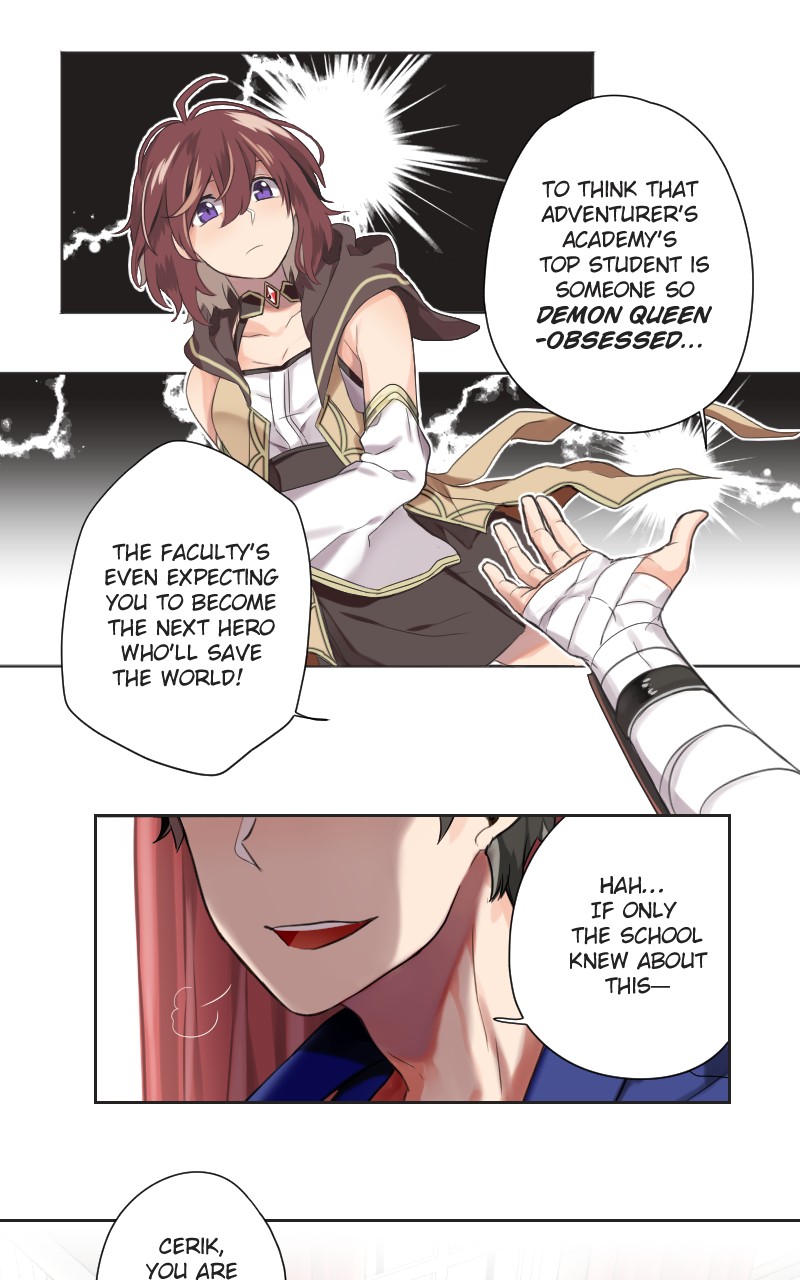 TO THINK THAT
ADVENTURER'S
ACADEMY'S
TOP STUDENT IS
SOMEONE SO
DEMON QUEEN
-OBSESSED...
THE FACULTY'S
EVEN EXPECTING
YOU TO BECOME
THE NEXT HERO
WHO'LL SAVE
THE WORLD!
HAH...
IF ONLY
THE SCHOOL
KNEW ABOUT
THIS—
CERIK,
YOU ARE